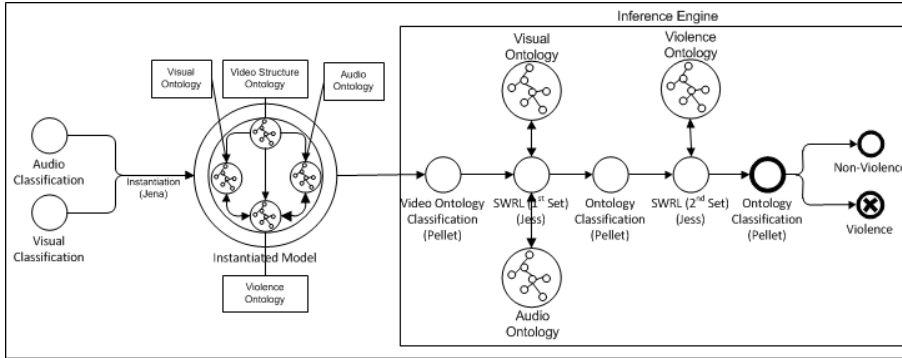 Inference Engine
Visual
Ontology
Violence
Ontology
Visual
Ontology
Video Structure
Ontology
Audio
Ontology
Audio
Classification
Instantiation
(Jena)
Visual
Classification
Instantiated Model
Violence
Ontology
Video Ontology
Classification
(Pellet)
SWRL (1st Set)
(Jess)
Ontology
Classification
(Pellet)
SWRL (2nd Set)
(Jess)
Ontology
Classification
(Pellet)
Non-Violence
Violence
Audio
Ontology